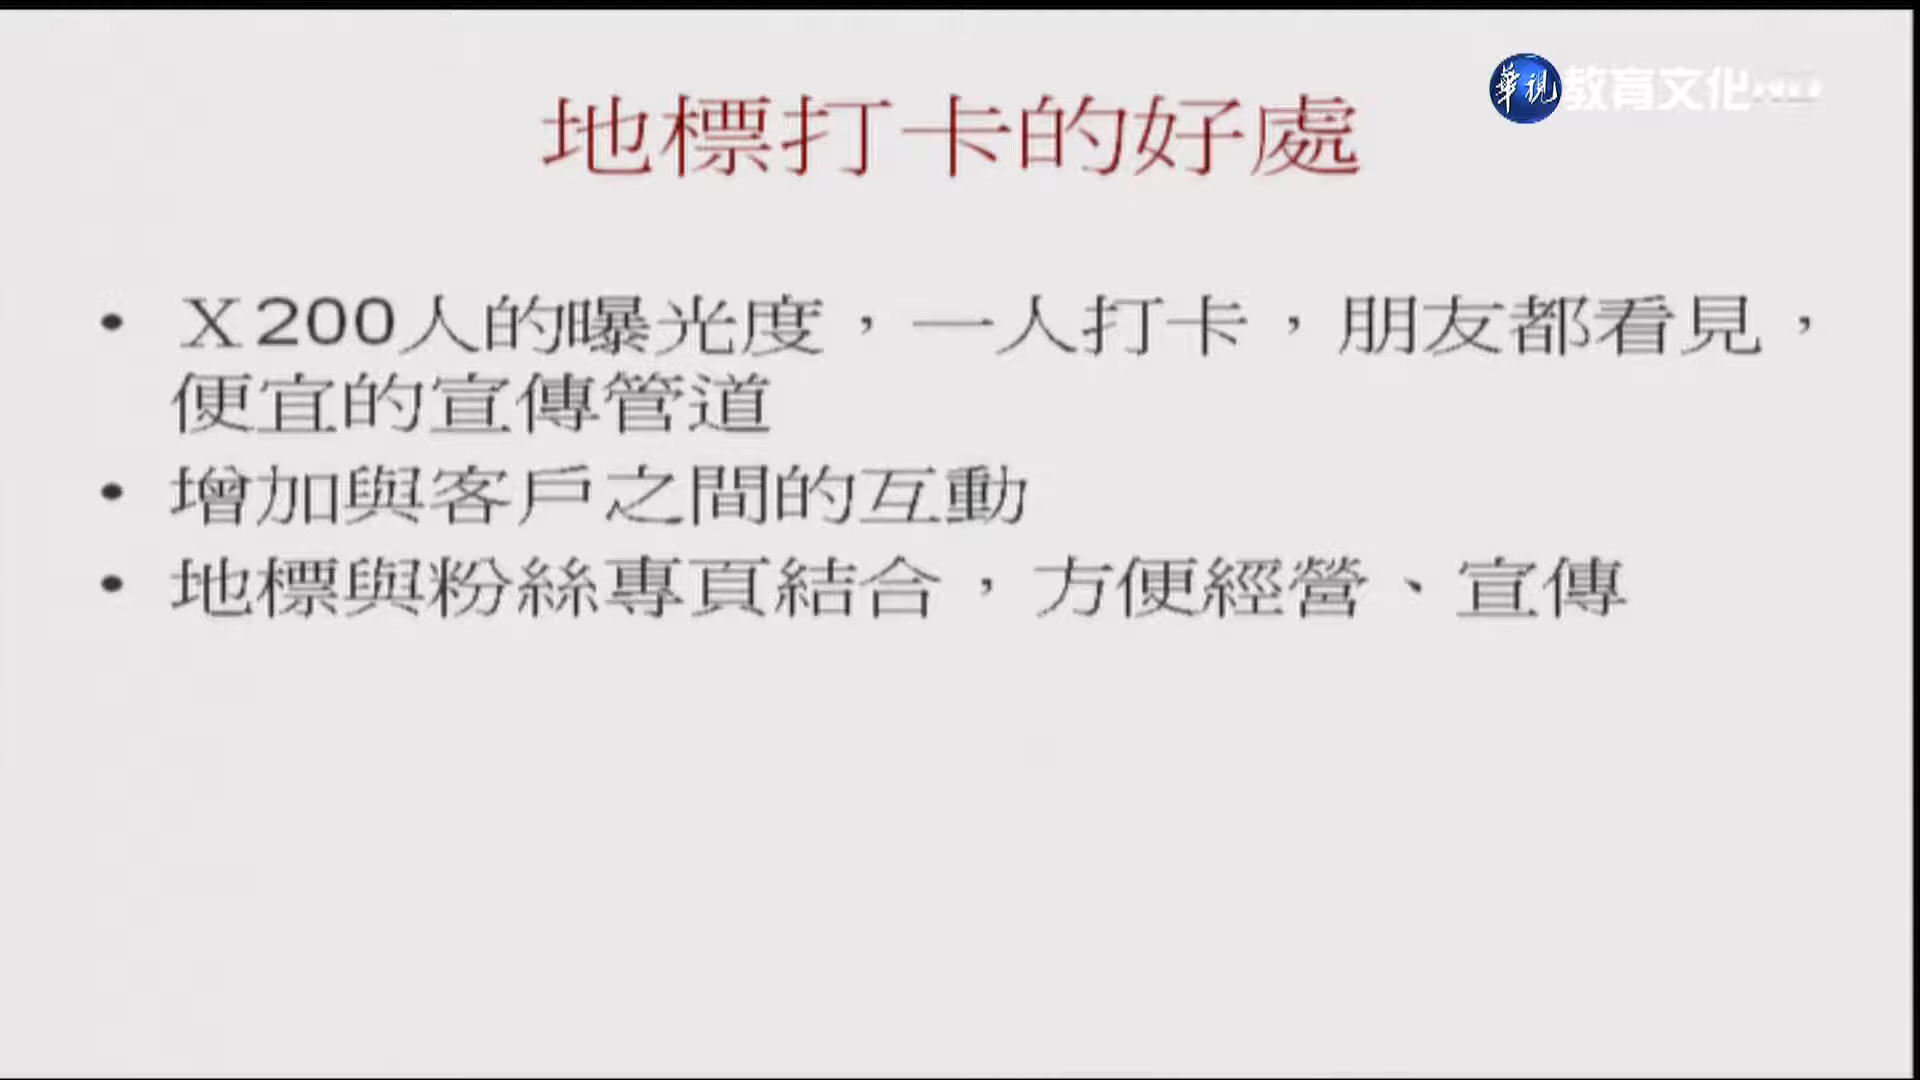 華視 教育文化
地標打卡的好處
• X200人的曝光度，一人打卡，朋友都看見，
便宜的宣傳管道
• 增加與客戶之間的互動
• 地標與粉絲專頁結合，方便經營、宣傳